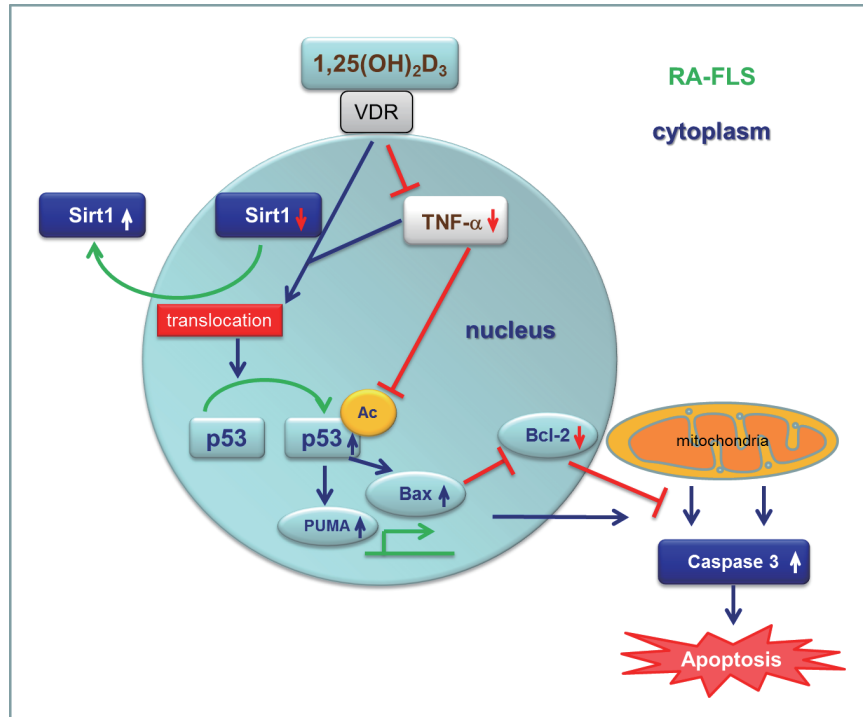 1,25(OH)₂D₃
VDR
RA-FLS
cytoplasm
Sirt1
Sirt1
TNF-α
translocation
nucleus
Ac
p53
p53
Bcl-2
mitochondria
Bax
PUMA
Caspase 3
Apoptosis